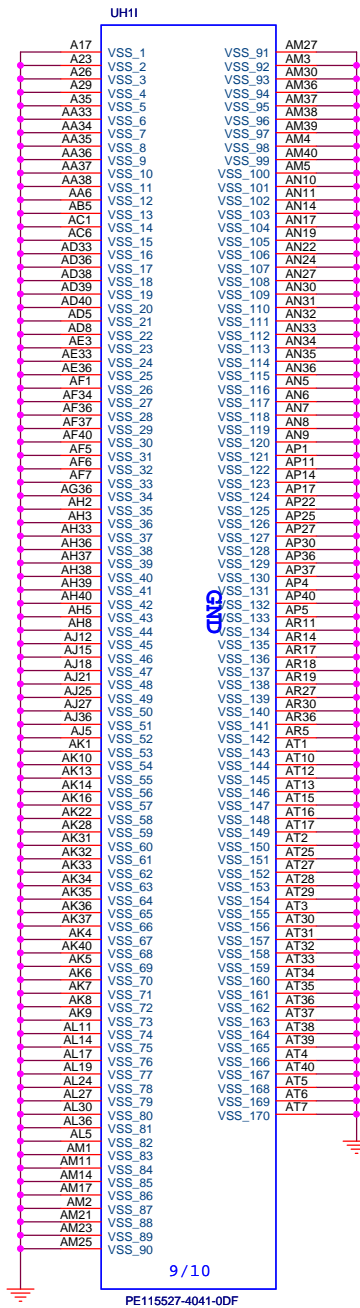 UH1I
A17 VSS_1 VSS_91 AM27
A23 VSS_2 VSS_92 AM3
A26 VSS_3 VSS_93 AM30
A29 VSS_4 VSS_94 AM36
A35 VSS_5 VSS_95 AM37
AA33 VSS_6 VSS_96 AM38
AA34 VSS_7 VSS_97 AM39
AA35 VSS_8 VSS_98 AM4
AA36 VSS_9 VSS_99 AM40
AA37 VSS_10 VSS_100 AM5
AA38 VSS_11 VSS_101 AN10
AA6 VSS_12 VSS_102 AN11
AB5 VSS_13 VSS_103 AN14
AC1 VSS_14 VSS_104 AN17
AC6 VSS_15 VSS_105 AN19
AD33 VSS_16 VSS_106 AN22
AD36 VSS_17 VSS_107 AN24
AD38 VSS_18 VSS_108 AN27
AD39 VSS_19 VSS_109 AN30
AD40 VSS_20 VSS_110 AN31
AD5 VSS_21 VSS_111 AN32
AD8 VSS_22 VSS_112 AN33
AE3 VSS_23 VSS_113 AN34
AE33 VSS_24 VSS_114 AN35
AE36 VSS_25 VSS_115 AN36
AF1 VSS_26 VSS_116 AN5
AF34 VSS_27 VSS_117 AN6
AF36 VSS_28 VSS_118 AN7
AF37 VSS_29 VSS_119 AN8
AF40 VSS_30 VSS_120 AN9
AF5 VSS_31 VSS_121 AP1
AF6 VSS_32 VSS_122 AP11
AF7 VSS_33 VSS_123 AP14
AG36 VSS_34 VSS_124 AP17
AH2 VSS_35 VSS_125 AP22
AH3 VSS_36 VSS_126 AP25
AH33 VSS_37 VSS_127 AP27
AH36 VSS_38 VSS_128 AP30
AH37 VSS_39 VSS_129 AP36
AH38 VSS_40 VSS_130 AP37
AH39 VSS_41 VSS_131 AP4
AH40 VSS_42 VSS_132 AP40
AH5 VSS_43 VSS_133 AP5
AH8 VSS_44 VSS_134 AR11
AJ12 VSS_45 VSS_135 AR14
AJ15 VSS_46 VSS_136 AR17
AJ18 VSS_47 VSS_137 AR18
AJ21 VSS_48 VSS_138 AR19
AJ25 VSS_49 VSS_139 AR27
AJ27 VSS_50 VSS_140 AR30
AJ36 VSS_51 VSS_141 AR36
AJ5 VSS_52 VSS_142 AR5
AK1 VSS_53 VSS_143 AT1
AK10 VSS_54 VSS_144 AT10
AK13 VSS_55 VSS_145 AT12
AK14 VSS_56 VSS_146 AT13
AK16 VSS_57 VSS_147 AT15
AK22 VSS_58 VSS_148 AT16
AK28 VSS_59 VSS_149 AT17
AK31 VSS_60 VSS_150 AT2
AK32 VSS_61 VSS_151 AT25
AK33 VSS_62 VSS_152 AT27
AK34 VSS_63 VSS_153 AT28
AK35 VSS_64 VSS_154 AT29
AK36 VSS_65 VSS_155 AT3
AK37 VSS_66 VSS_156 AT30
AK4 VSS_67 VSS_157 AT31
AK40 VSS_68 VSS_158 AT32
AK5 VSS_69 VSS_159 AT33
AK6 VSS_70 VSS_160 AT34
AK7 VSS_71 VSS_161 AT35
AK8 VSS_72 VSS_162 AT36
AK9 VSS_73 VSS_163 AT37
AL11 VSS_74 VSS_164 AT38
AL14 VSS_75 VSS_165 AT39
AL17 VSS_76 VSS_166 AT4
AL19 VSS_77 VSS_167 AT40
AL24 VSS_78 VSS_168 AT5
AL27 VSS_79 VSS_169 AT6
AL30 VSS_80 VSS_170 AT7
AL36 VSS_81
AL5 VSS_82
AM1 VSS_83
AM11 VSS_84
AM14 VSS_85
AM17 VSS_86
AM2 VSS_87
AM21 VSS_88
AM23 VSS_89
AM25 VSS_90
GND
9/10
PE115527-4041-0DF